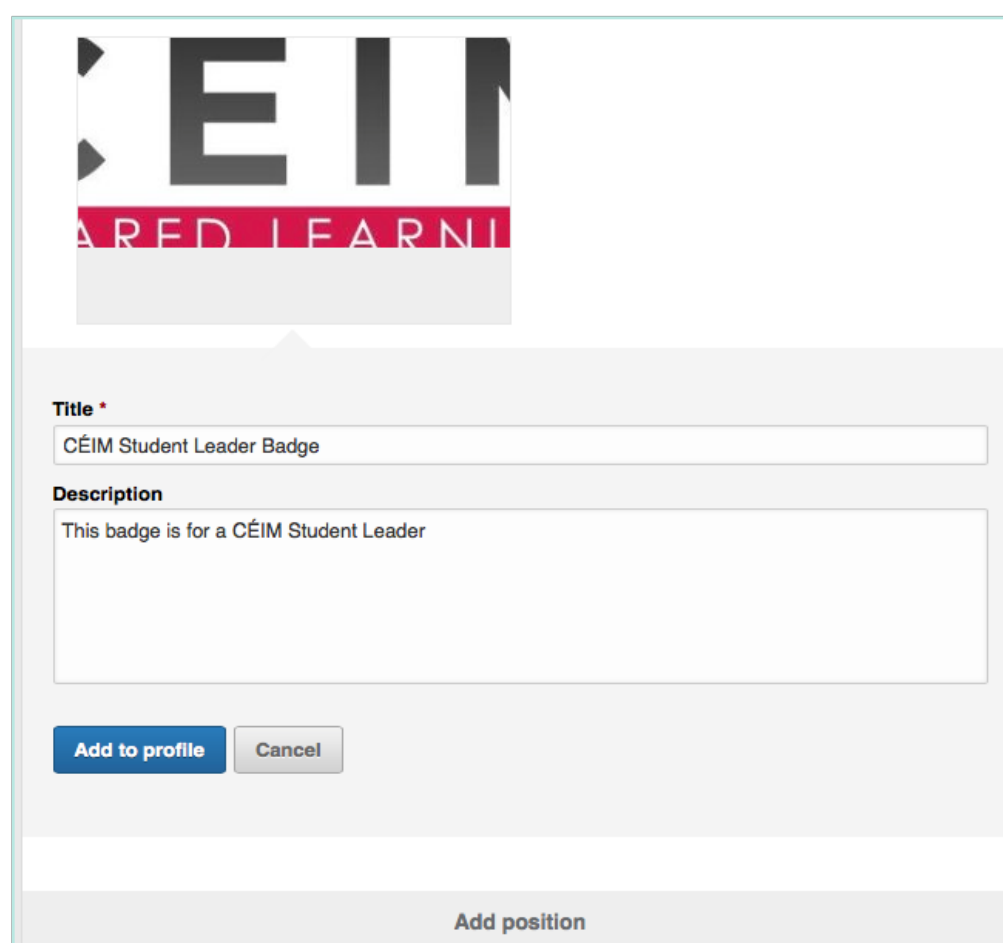 CEIM
ARED LEARNI
Title *
CÉIM Student Leader Badge
Description
This badge is for a CÉIM Student Leader
Add to profile
Cancel
Add position